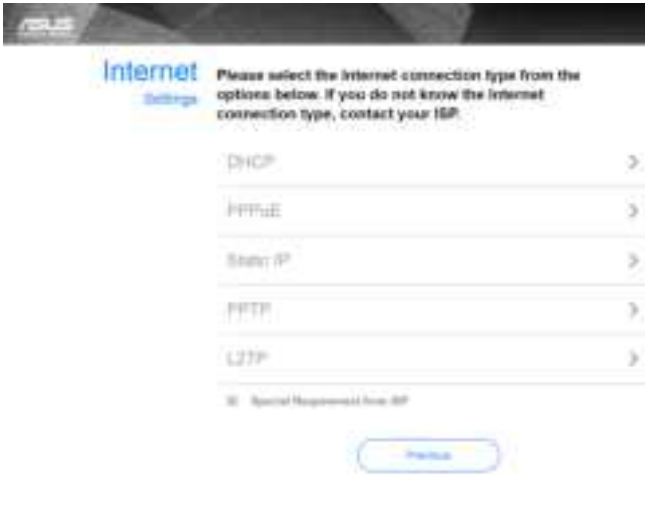 ASUS
Internet
Settings
Please select the Internet connection type from the
options below. If you do not know the Internet
connection type, contact your ISP.
DHCP
PPPoE
Static IP
PPTP
L2TP
Special Requirement from ISP
Previous